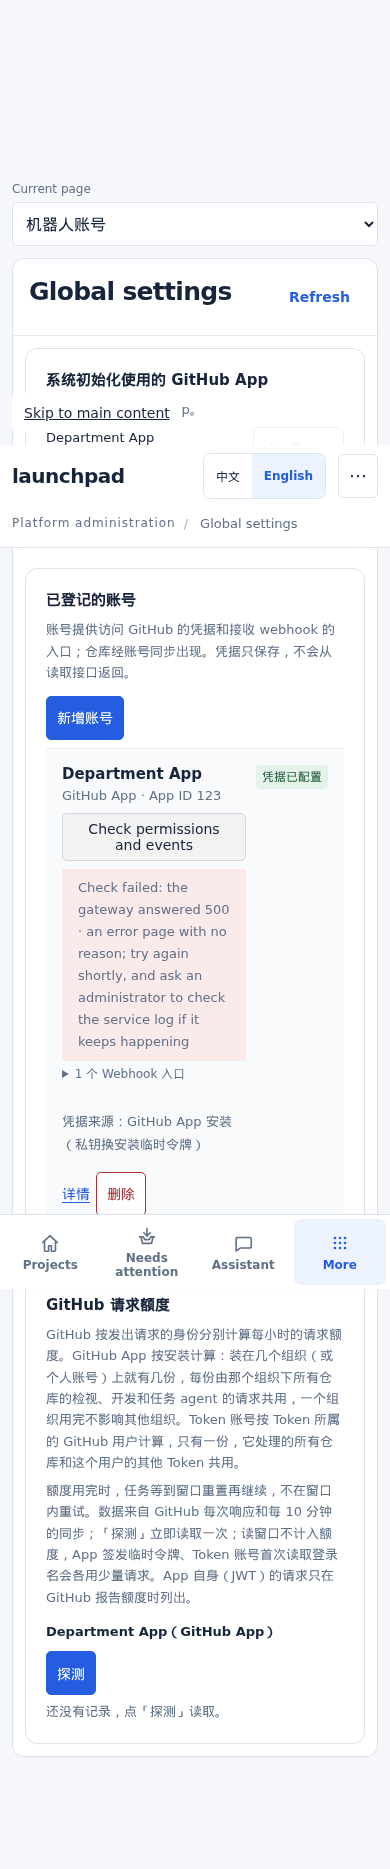 Current page
机器人账号
Global settings
Refresh
系统初始化使用的 GitHub App
Skip to main content
p。
Department App
launchpad
中文
English
···
Platform administration / Global settings
已登记的账号
账号提供访问 GitHub 的凭据和接收 webhook 的
入口；仓库经账号同步出现。凭据只保存，不会从
读取接口返回。
新增账号
Department App
凭据已配置
GitHub App · App ID 123
Check permissions
and events
Check failed: the
gateway answered 500
· an error page with no
reason; try again
shortly, and ask an
administrator to check
the service log if it
keeps happening
▶ 1 个 Webhook 入口
凭据来源：GitHub App 安装
（私钥换安装临时令牌）
详情
删除
Projects
Needs
attention
Assistant
More
GitHub 请求额度
GitHub 按发出请求的身份分别计算每小时的请求额
度。GitHub App 按安装计算：装在几个组织（或
个人账号）上就有几份，每份由那个组织下所有仓
库的检视、开发和任务 agent 的请求共用，一个组
织用完不影响其他组织。Token 账号按 Token 所属
的 GitHub 用户计算，只有一份，它处理的所有仓
库和这个用户的其他 Token 共用。
额度用完时，任务等到窗口重置再继续，不在窗口
内重试。数据来自 GitHub 每次响应和每 10 分钟
的同步；「探测」立即读取一次；读窗口不计入额
度，App 签发临时令牌、Token 账号首次读取登录
名会各用少量请求。App 自身（JWT）的请求只在
GitHub 报告额度时列出。
Department App（GitHub App）
探测
还没有记录，点「探测」读取。